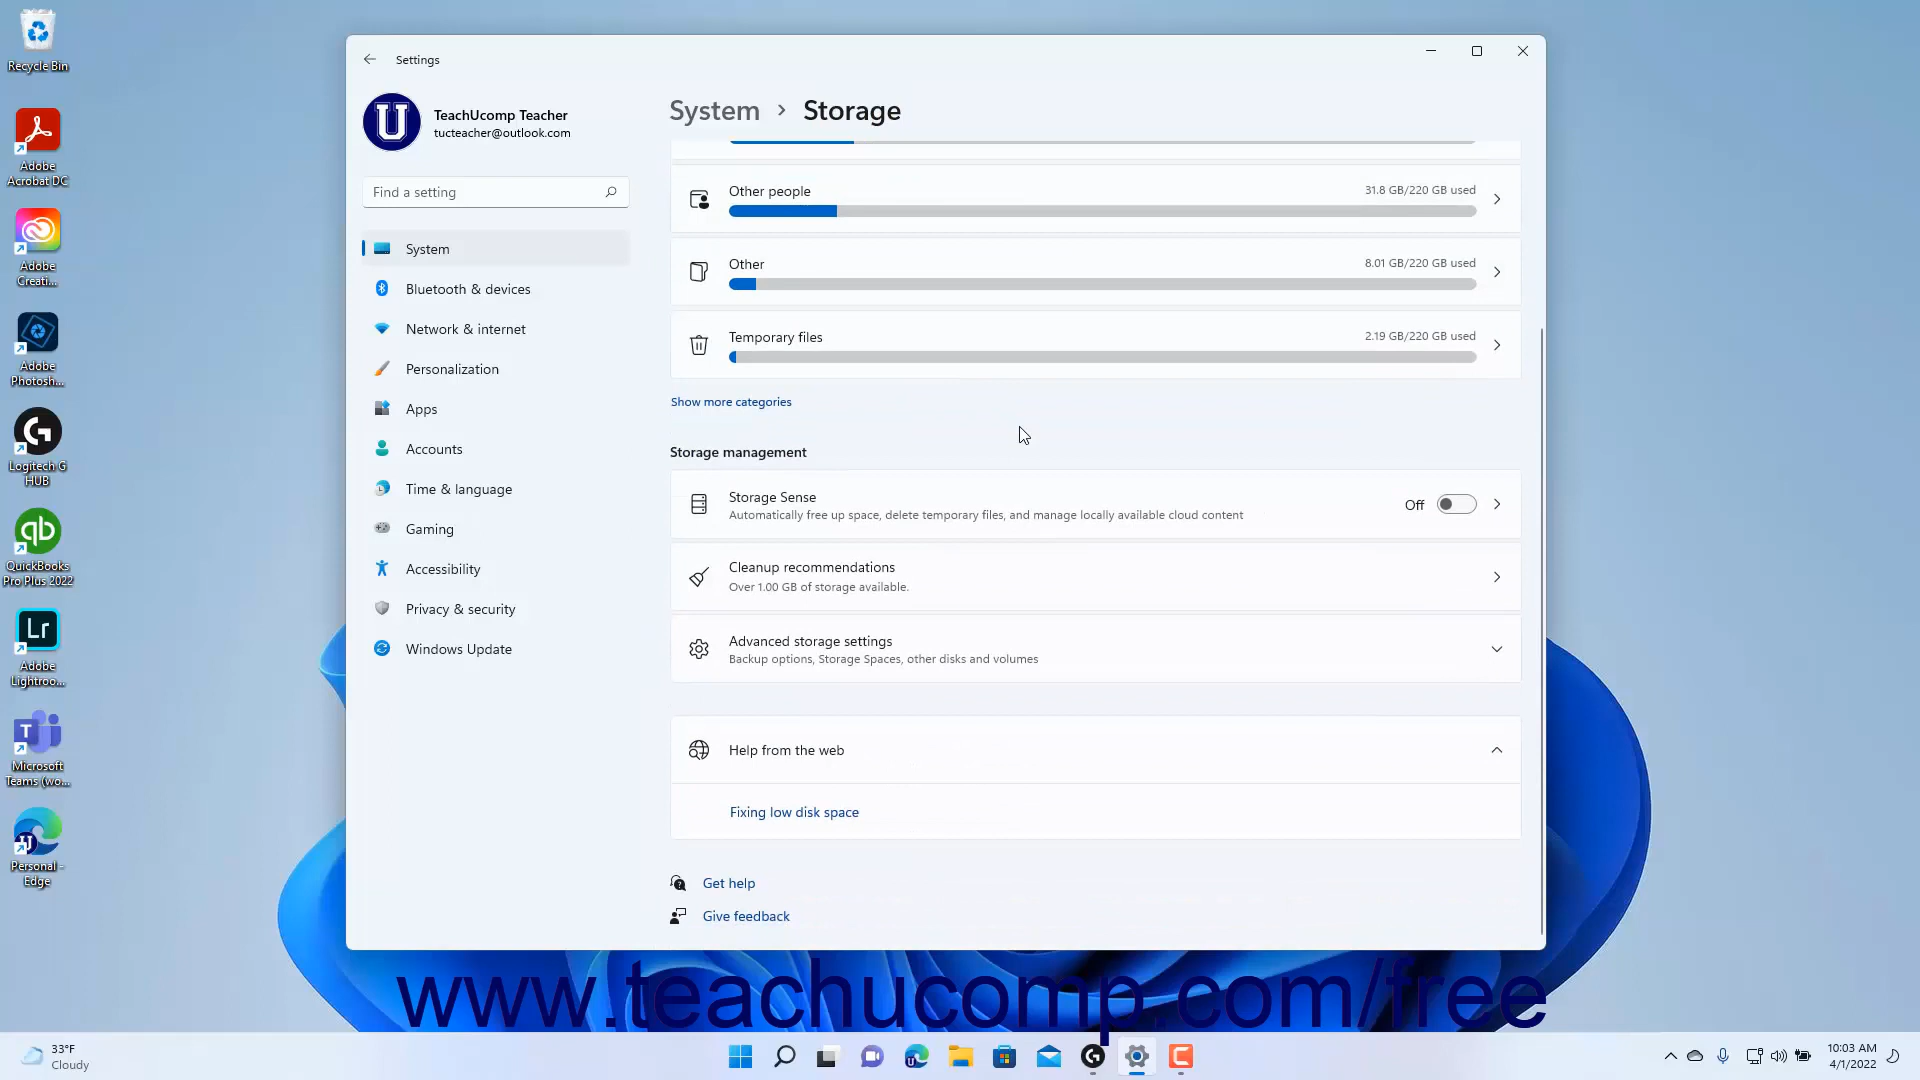 Recycle Bin
Adobe
Acrobat DC
Adobe
Creati...
Adobe
Photosh...
Logitech G
HUB
QuickBooks
Pro Plus 2022
Lr
Adobe
Lightroo...
Microsoft
Teams (wo...
Personal -
Edge
Settings
TeachUcomp Teacher
tucteacher@outlook.com
Find a setting
System
Bluetooth & devices
Network & internet
Personalization
Apps
Accounts
Time & language
Gaming
Accessibility
Privacy & security
Windows Update
System > Storage
Other people 31.8 GB/220 GB used
Other 8.01 GB/220 GB used
Temporary files 2.19 GB/220 GB used
Show more categories
Storage management
Storage Sense
Automatically free up space, delete temporary files, and manage locally available cloud content
Off
Cleanup recommendations
Over 1.00 GB of storage available.
Advanced storage settings
Backup options, Storage Spaces, other disks and volumes
Help from the web
Fixing low disk space
Get help
Give feedback
www.teachucomp.com/free
33°F
Cloudy
10:03 AM
4/1/2022